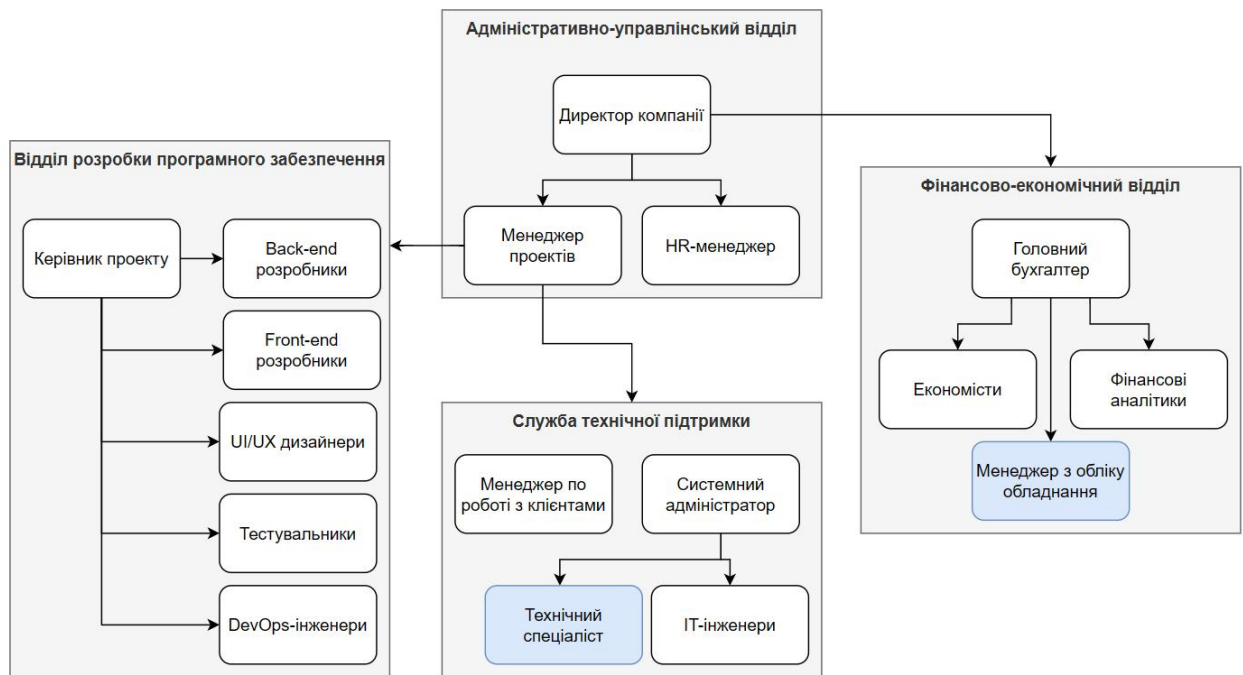 Адміністративно-управлінський відділ
Директор компанії
Менеджер
проектів
HR-менеджер
Відділ розробки програмного забезпечення
Керівник проекту
Back-end
розробники
Front-end
розробники
UI/UX дизайнери
Тестувальники
DevOps-інженери
Служба технічної підтримки
Менеджер по
роботі з клієнтами
Системний
адміністратор
Технічний
спеціаліст
ІТ-інженери
Фінансово-економічний відділ
Головний
бухгалтер
Економісти
Фінансові
аналітики
Менеджер з обліку
обладнання